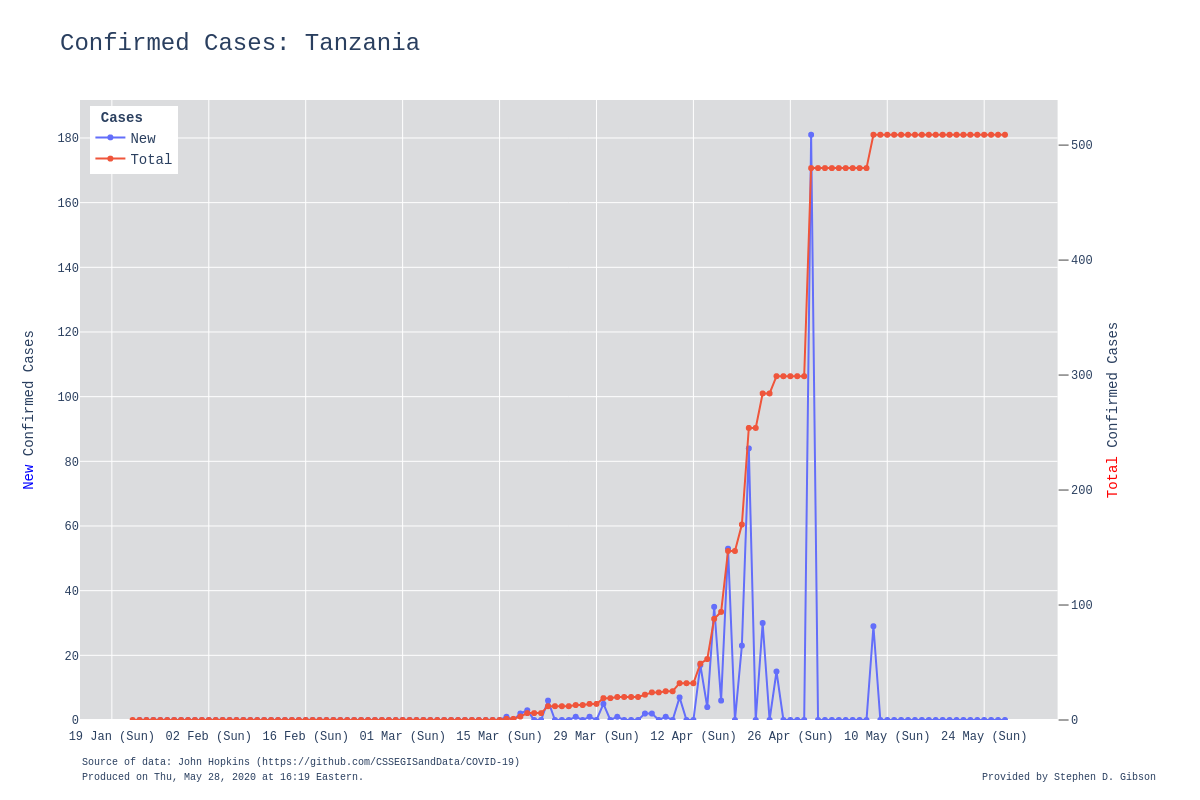 Confirmed Cases: Tanzania
Cases
New
Total
180
160
140
120
100
80
60
40
20
0
500
400
300
200
100
0
New Confirmed Cases
Total Confirmed Cases
19 Jan (Sun) 02 Feb (Sun) 16 Feb (Sun) 01 Mar (Sun) 15 Mar (Sun) 29 Mar (Sun) 12 Apr (Sun) 26 Apr (Sun) 10 May (Sun) 24 May (Sun)
Source of data: John Hopkins (https://github.com/CSSEGISandData/COVID-19)
Produced on Thu, May 28, 2020 at 16:19 Eastern.
Provided by Stephen D. Gibson